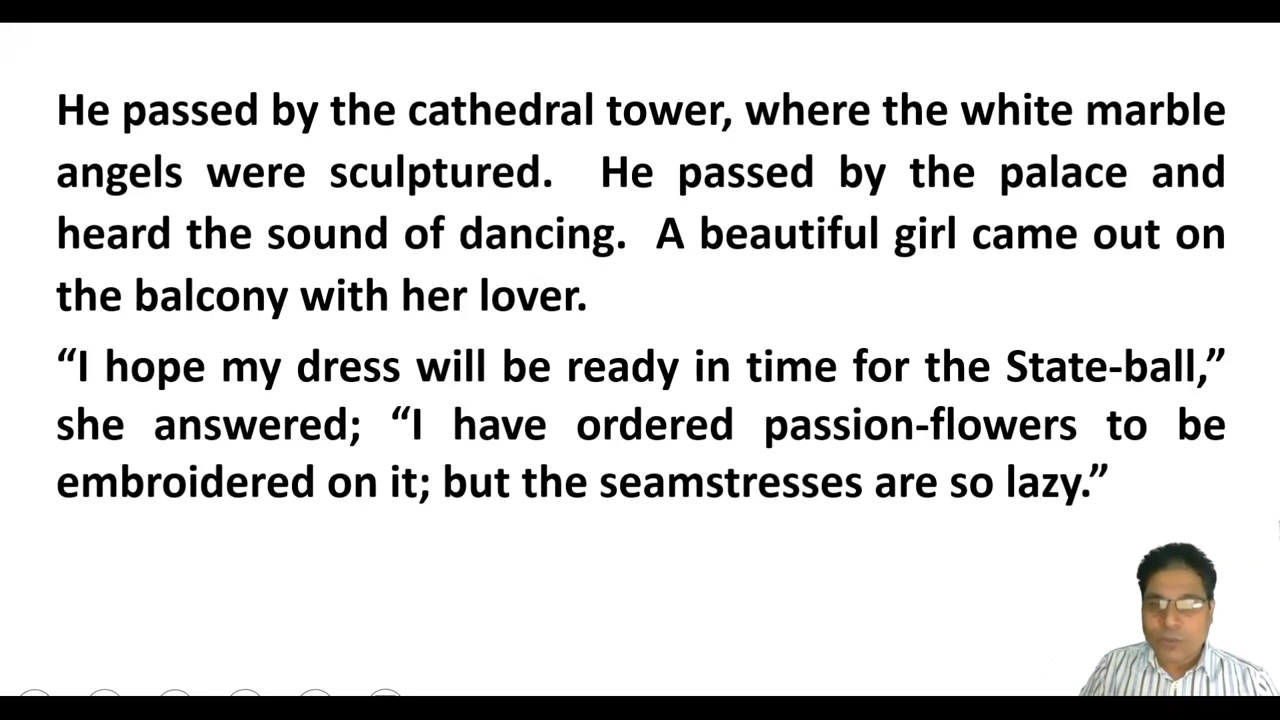 He passed by the cathedral tower, where the white marble
angels were sculptured. He passed by the palace and
heard the sound of dancing. A beautiful girl came out on
the balcony with her lover.
“I hope my dress will be ready in time for the State-ball,”
she answered; “I have ordered passion-flowers to be
embroidered on it; but the seamstresses are so lazy.”